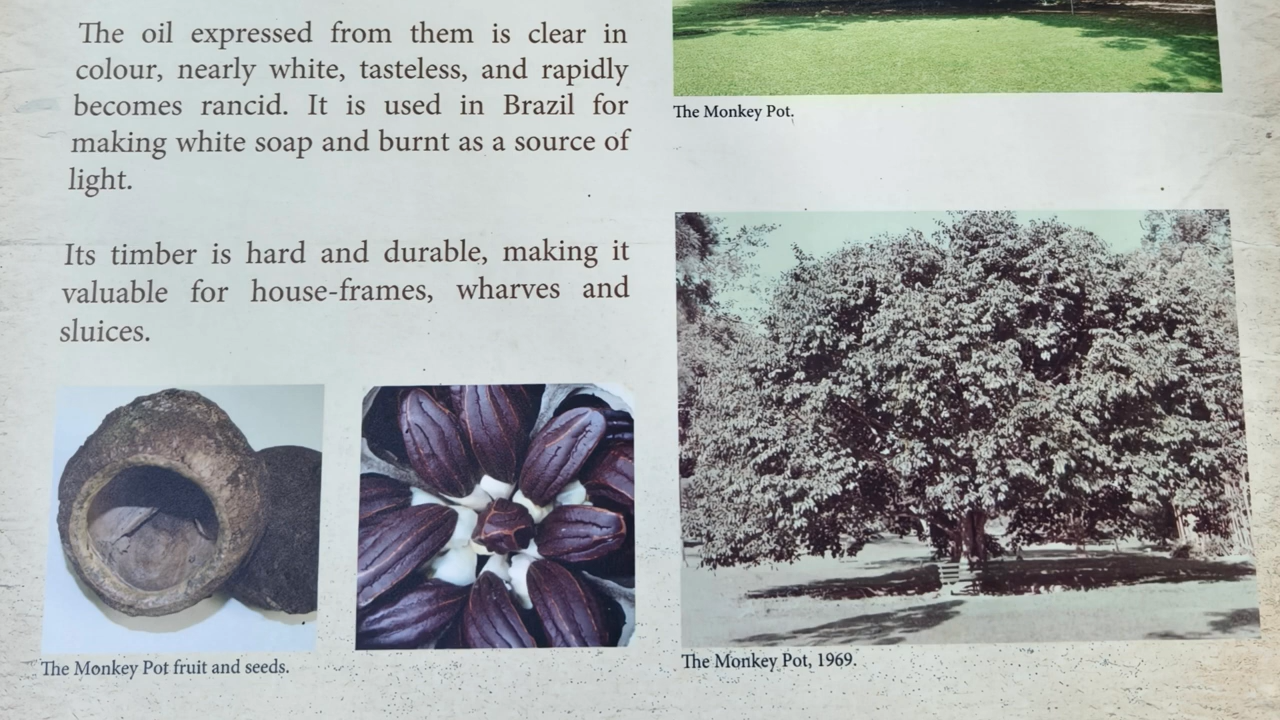 The oil expressed from them is clear in
colour, nearly white, tasteless, and rapidly
becomes rancid. It is used in Brazil for
making white soap and burnt as a source of
light.
Its timber is hard and durable, making it
valuable for house-frames, wharves and
sluices.
The Monkey Pot fruit and seeds.
The Monkey Pot.
The Monkey Pot, 1969.